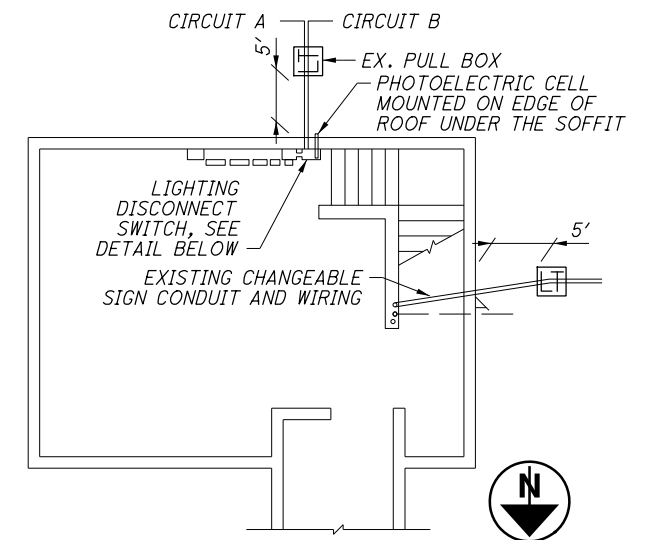 CIRCUIT A
CIRCUIT B
5'
EX. PULL BOX
PHOTOELECTRIC CELL
MOUNTED ON EDGE OF
ROOF UNDER THE SOFFIT
LIGHTING
DISCONNECT
SWITCH, SEE
DETAIL BELOW
5'
EXISTING CHANGEABLE
SIGN CONDUIT AND WIRING
LT
N